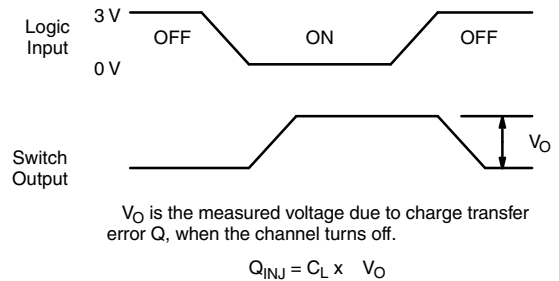 Logic
Input
3 V
0 V
OFF
ON
OFF
Switch
Output
VO
VO is the measured voltage due to charge transfer
error Q, when the channel turns off.
QINJ = CL x VO